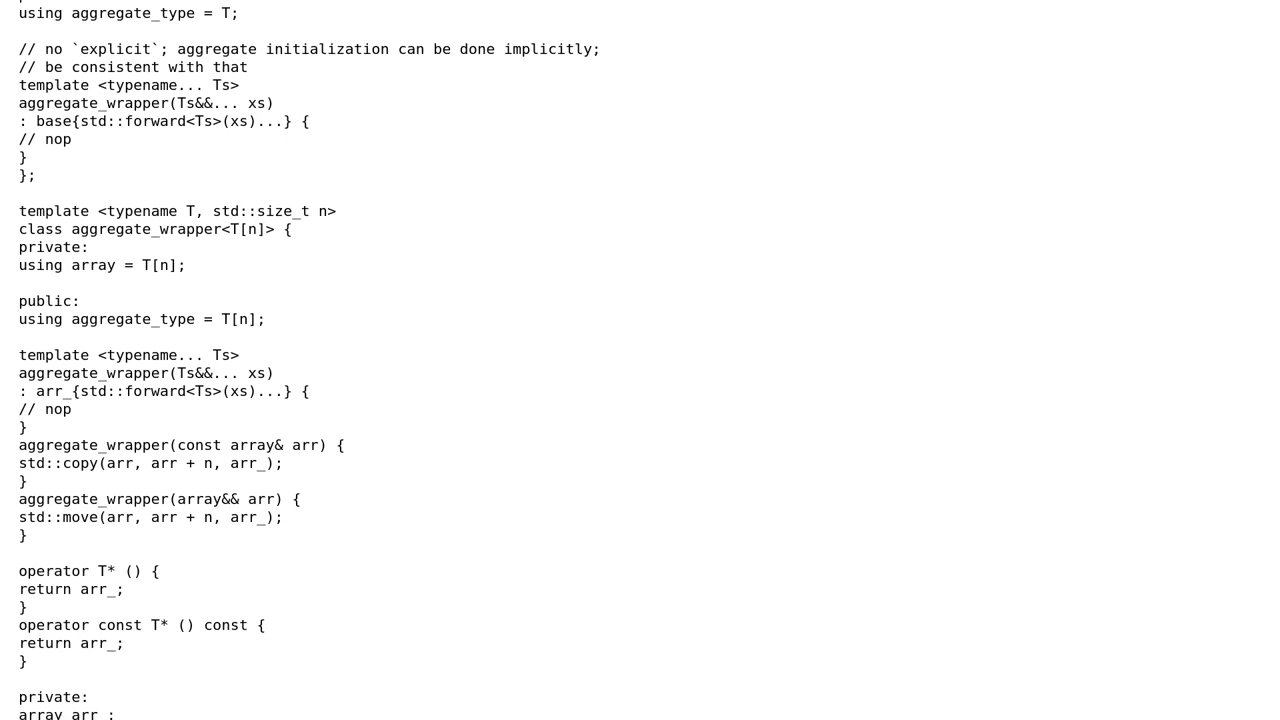 using aggregate_type = T;
// no `explicit`; aggregate initialization can be done implicitly;
// be consistent with that
template <typename... Ts>
aggregate_wrapper(Ts&&... xs)
: base{std::forward<Ts>(xs)...} {
// nop
}
};
template <typename T, std::size_t n>
class aggregate_wrapper<T[n]> {
private:
using array = T[n];
public:
using aggregate_type = T[n];
template <typename... Ts>
aggregate_wrapper(Ts&&... xs)
: arr_{std::forward<Ts>(xs)...} {
// nop
}
aggregate_wrapper(const array& arr) {
std::copy(arr, arr + n, arr_);
}
aggregate_wrapper(array&& arr) {
std::move(arr, arr + n, arr_);
}
operator T* () {
return arr_;
}
operator const T* () const {
return arr_;
}
private:
array arr_;